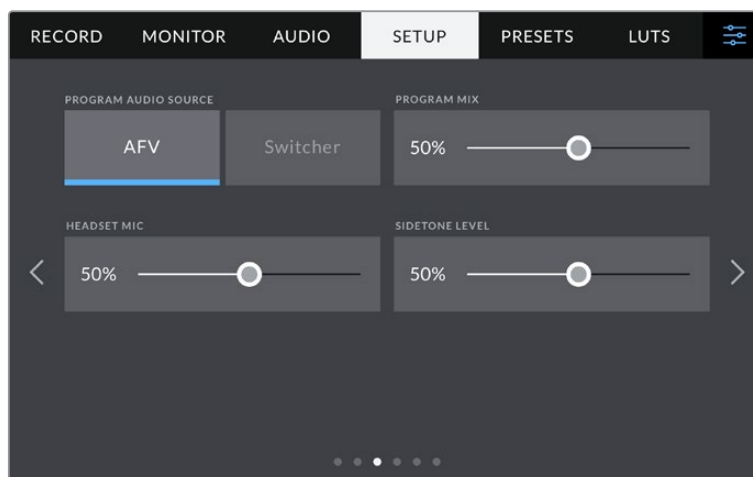 RECORD MONITOR AUDIO SETUP PRESETS LUTS
PROGRAM AUDIO SOURCE PROGRAM MIX
AFV Switcher 50%
HEADSET MIC SIDETONE LEVEL
50% 50%